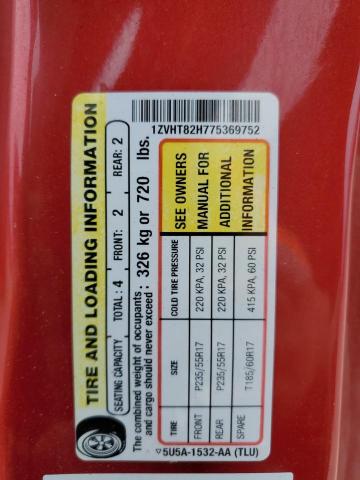 TIRE AND LOADING INFORMATION
SEATING CAPACITY TOTAL : 4 FRONT: 2 REAR: 2
The combined weight of occupants
and cargo should never exceed : 326 kg or 720 lbs.
TIRE SIZE COLD TIRE PRESSURE
FRONT P235/55R17 220 KPA, 32 PSI
REAR P235/55R17 220 KPA, 32 PSI
SPARE T185/60R17 415 KPA, 60 PSI
SEE OWNERS
MANUAL FOR
ADDITIONAL
INFORMATION
5U5A-1532-AA (TLU)
1ZVHT82H775369752